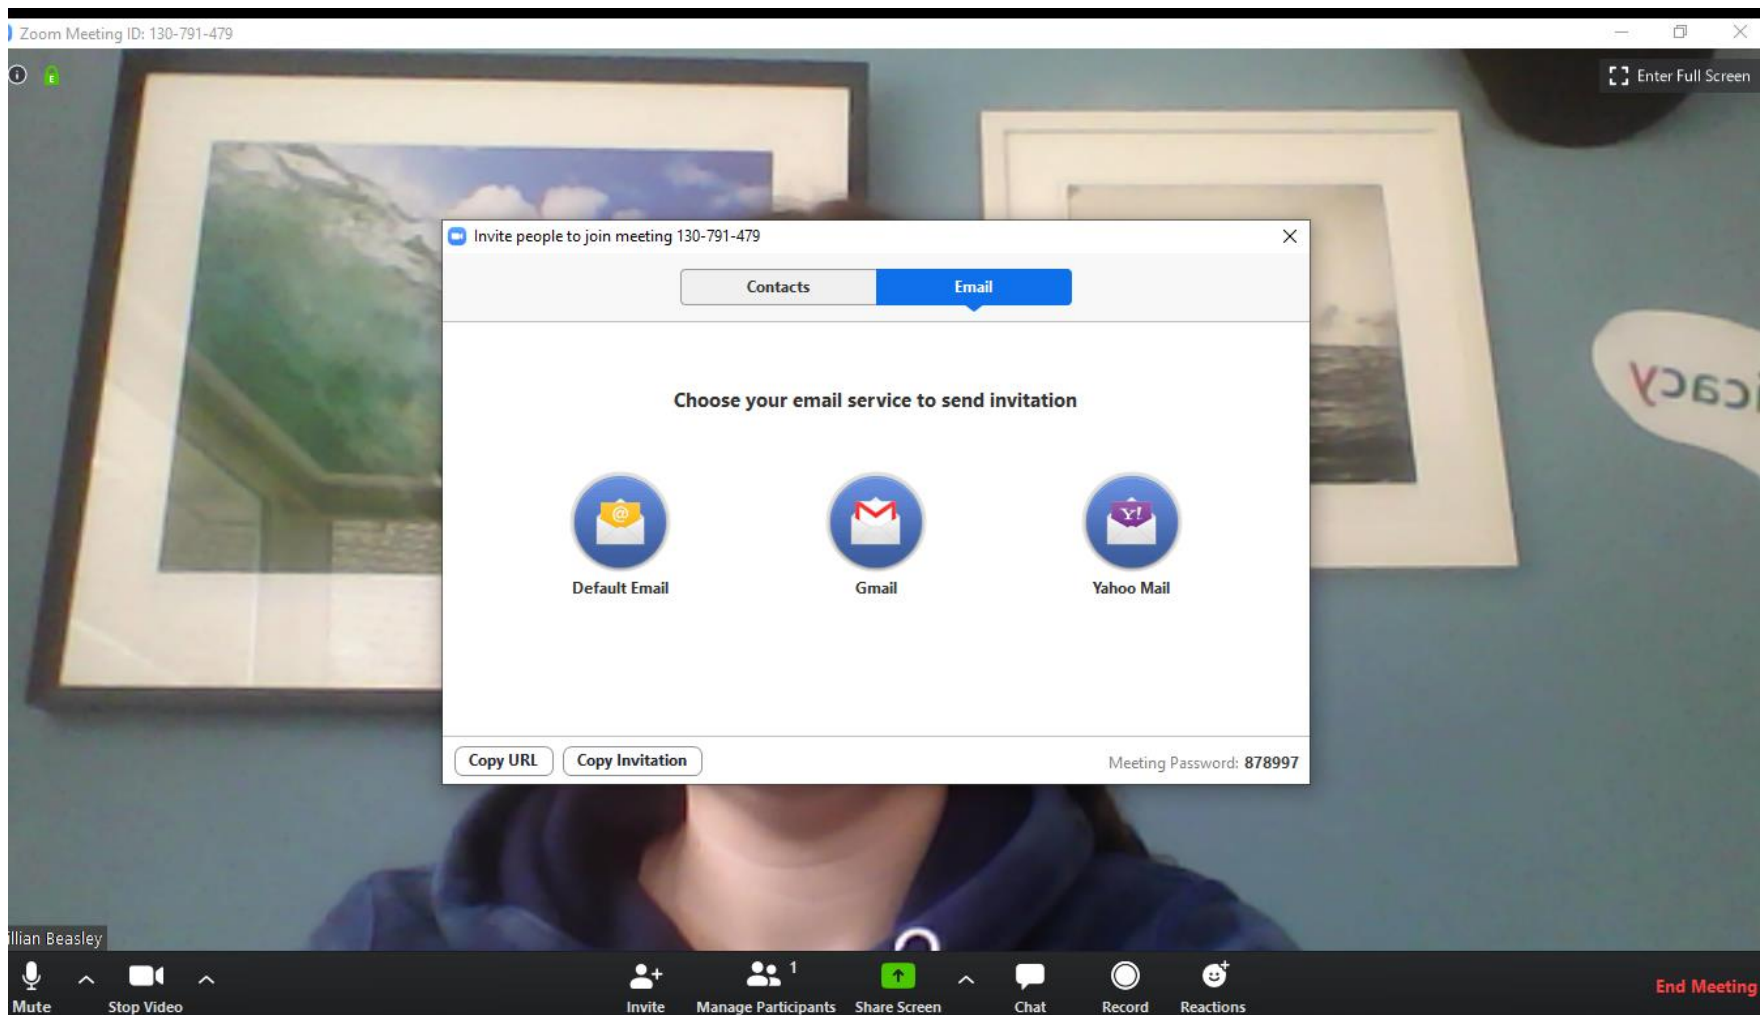 Zoom Meeting ID: 130-791-479
E
Enter Full Screen
Invite people to join meeting 130-791-479
Contacts
Email
Choose your email service to send invitation
@
Y!
Default Email
Gmail
Yahoo Mail
icacy
Copy URL
Copy Invitation
Meeting Password: 878997
illian Beasley
1
Mute
Stop Video
Invite
Manage Participants
Share Screen
Chat
Record
Reactions
End Meeting